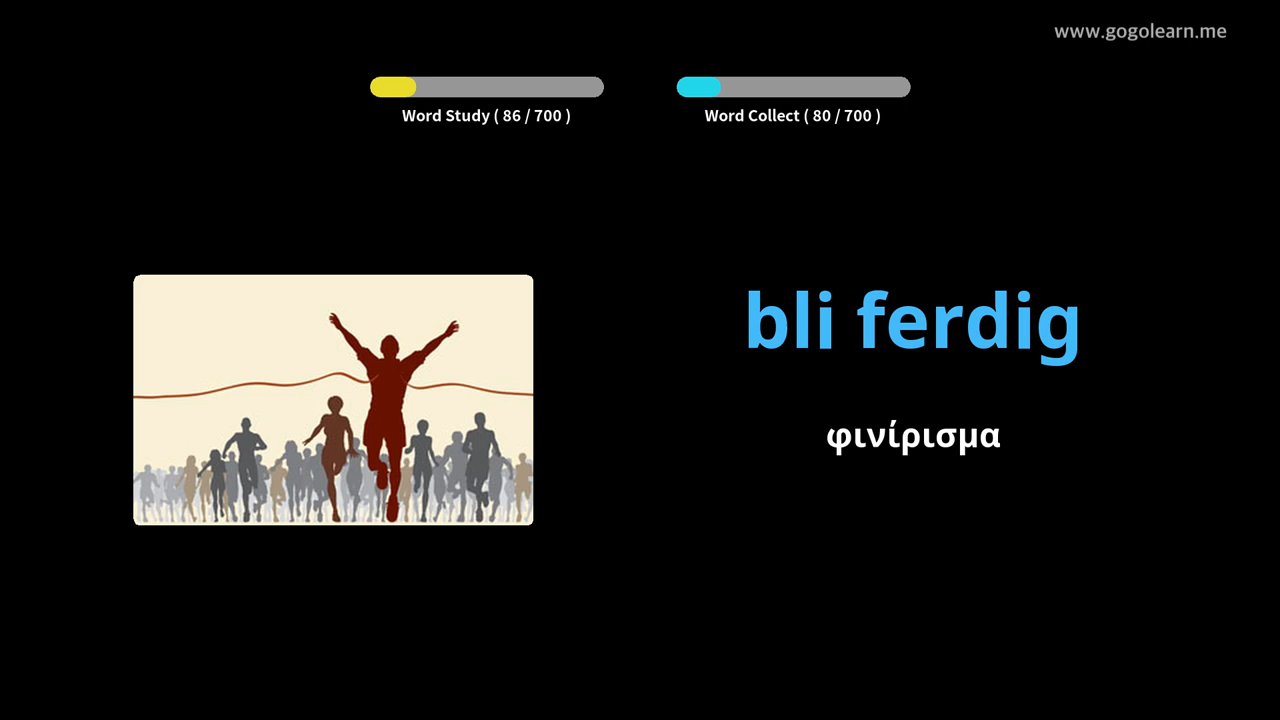 www.gogolearn.me
Word Study ( 86 / 700 )
Word Collect ( 80 / 700 )
bli ferdig
φινίρισμα